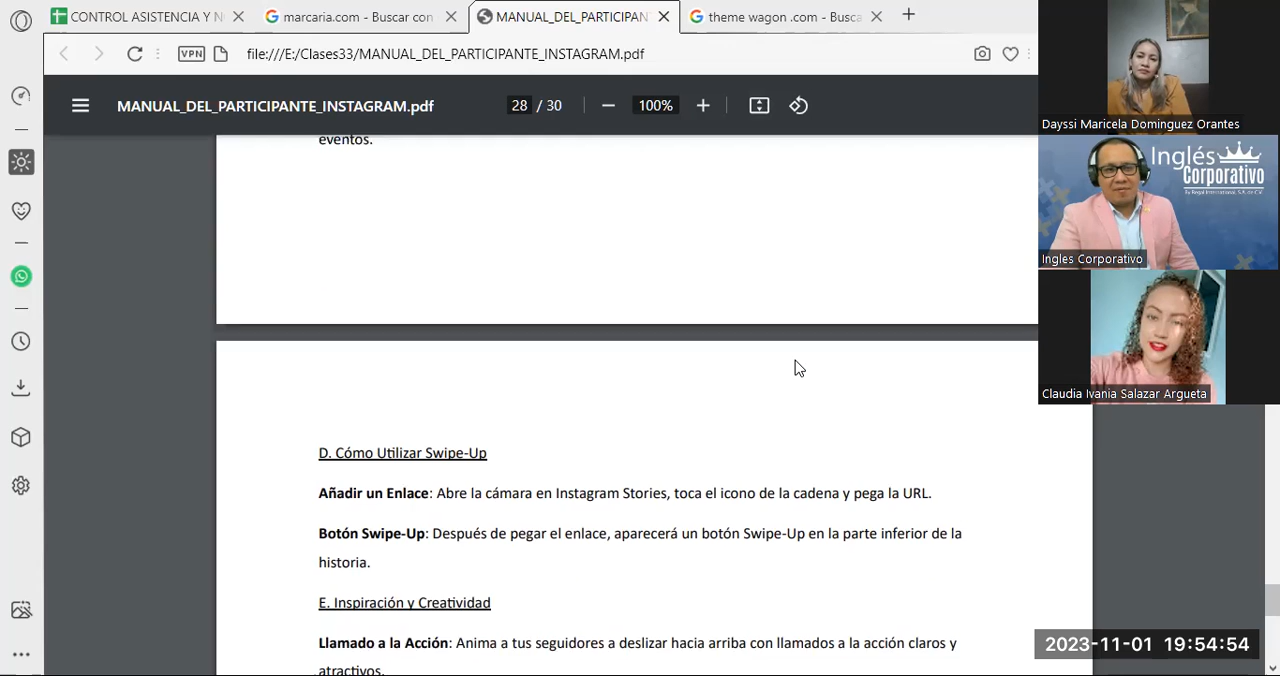 CONTROL ASISTENCIA Y N
marcaria.com - Buscar con
MANUAL_DEL_PARTICIPAN
theme wagon .com - Busca
VPN
file:///E:/Clases33/MANUAL_DEL_PARTICIPANTE_INSTAGRAM.pdf
MANUAL_DEL_PARTICIPANTE_INSTAGRAM.pdf
28 / 30
100%
eventos.
D. Cómo Utilizar Swipe-Up
Añadir un Enlace: Abre la cámara en Instagram Stories, toca el icono de la cadena y pega la URL.
Botón Swipe-Up: Después de pegar el enlace, aparecerá un botón Swipe-Up en la parte inferior de la
historia.
E. Inspiración y Creatividad
Llamado a la Acción: Anima a tus seguidores a deslizar hacia arriba con llamados a la acción claros y
atractivos.
Dayssi Maricela Dominguez Orantes
Inglés
Corporativo
By Regal International, S.A. de C.V.
Ingles Corporativo
Claudia Ivania Salazar Argueta
2023-11-01 19:54:54